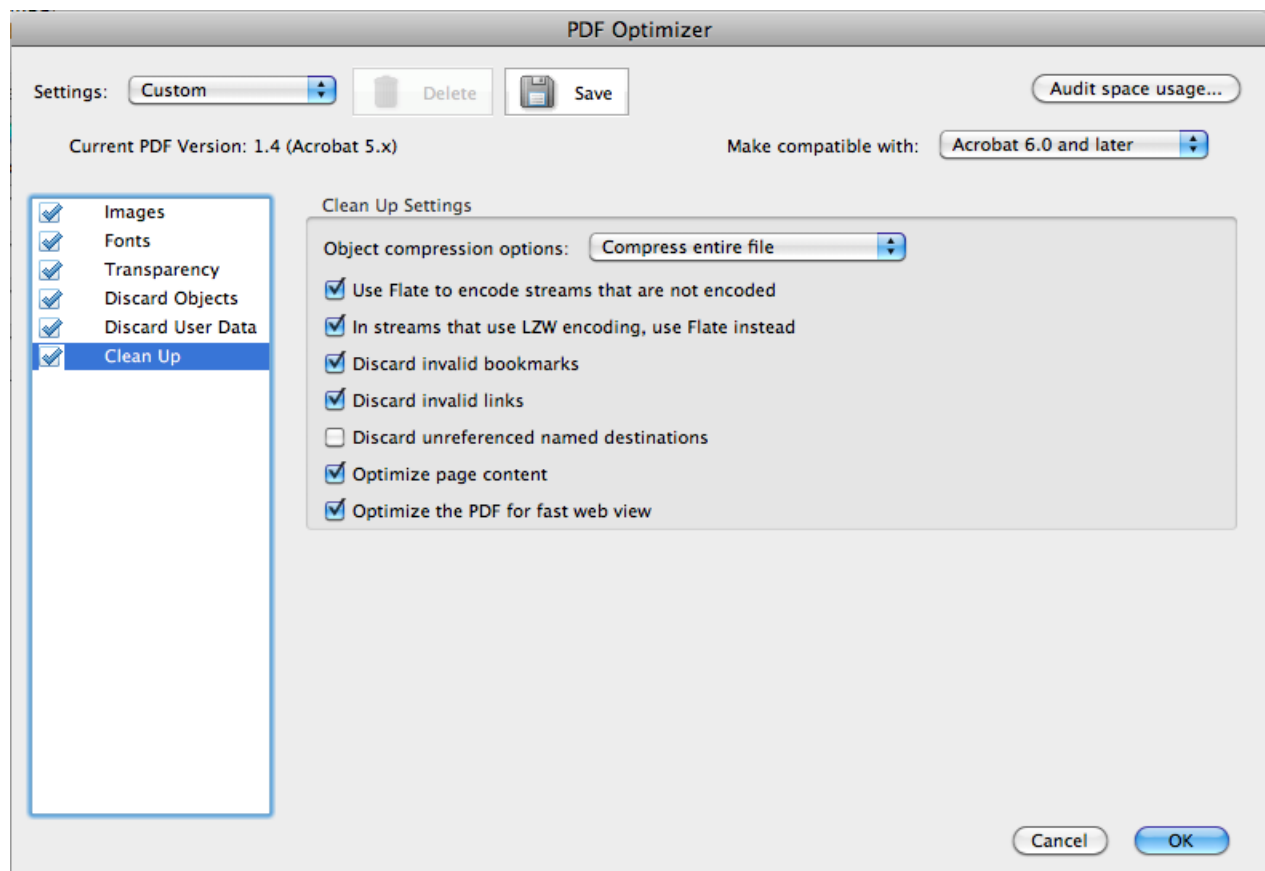 PDF Optimizer
Settings: Custom Delete Save Audit space usage...
Current PDF Version: 1.4 (Acrobat 5.x) Make compatible with: Acrobat 6.0 and later
Images
Fonts
Transparency
Discard Objects
Discard User Data
Clean Up
Clean Up Settings
Object compression options: Compress entire file
Use Flate to encode streams that are not encoded
In streams that use LZW encoding, use Flate instead
Discard invalid bookmarks
Discard invalid links
Discard unreferenced named destinations
Optimize page content
Optimize the PDF for fast web view
Cancel OK